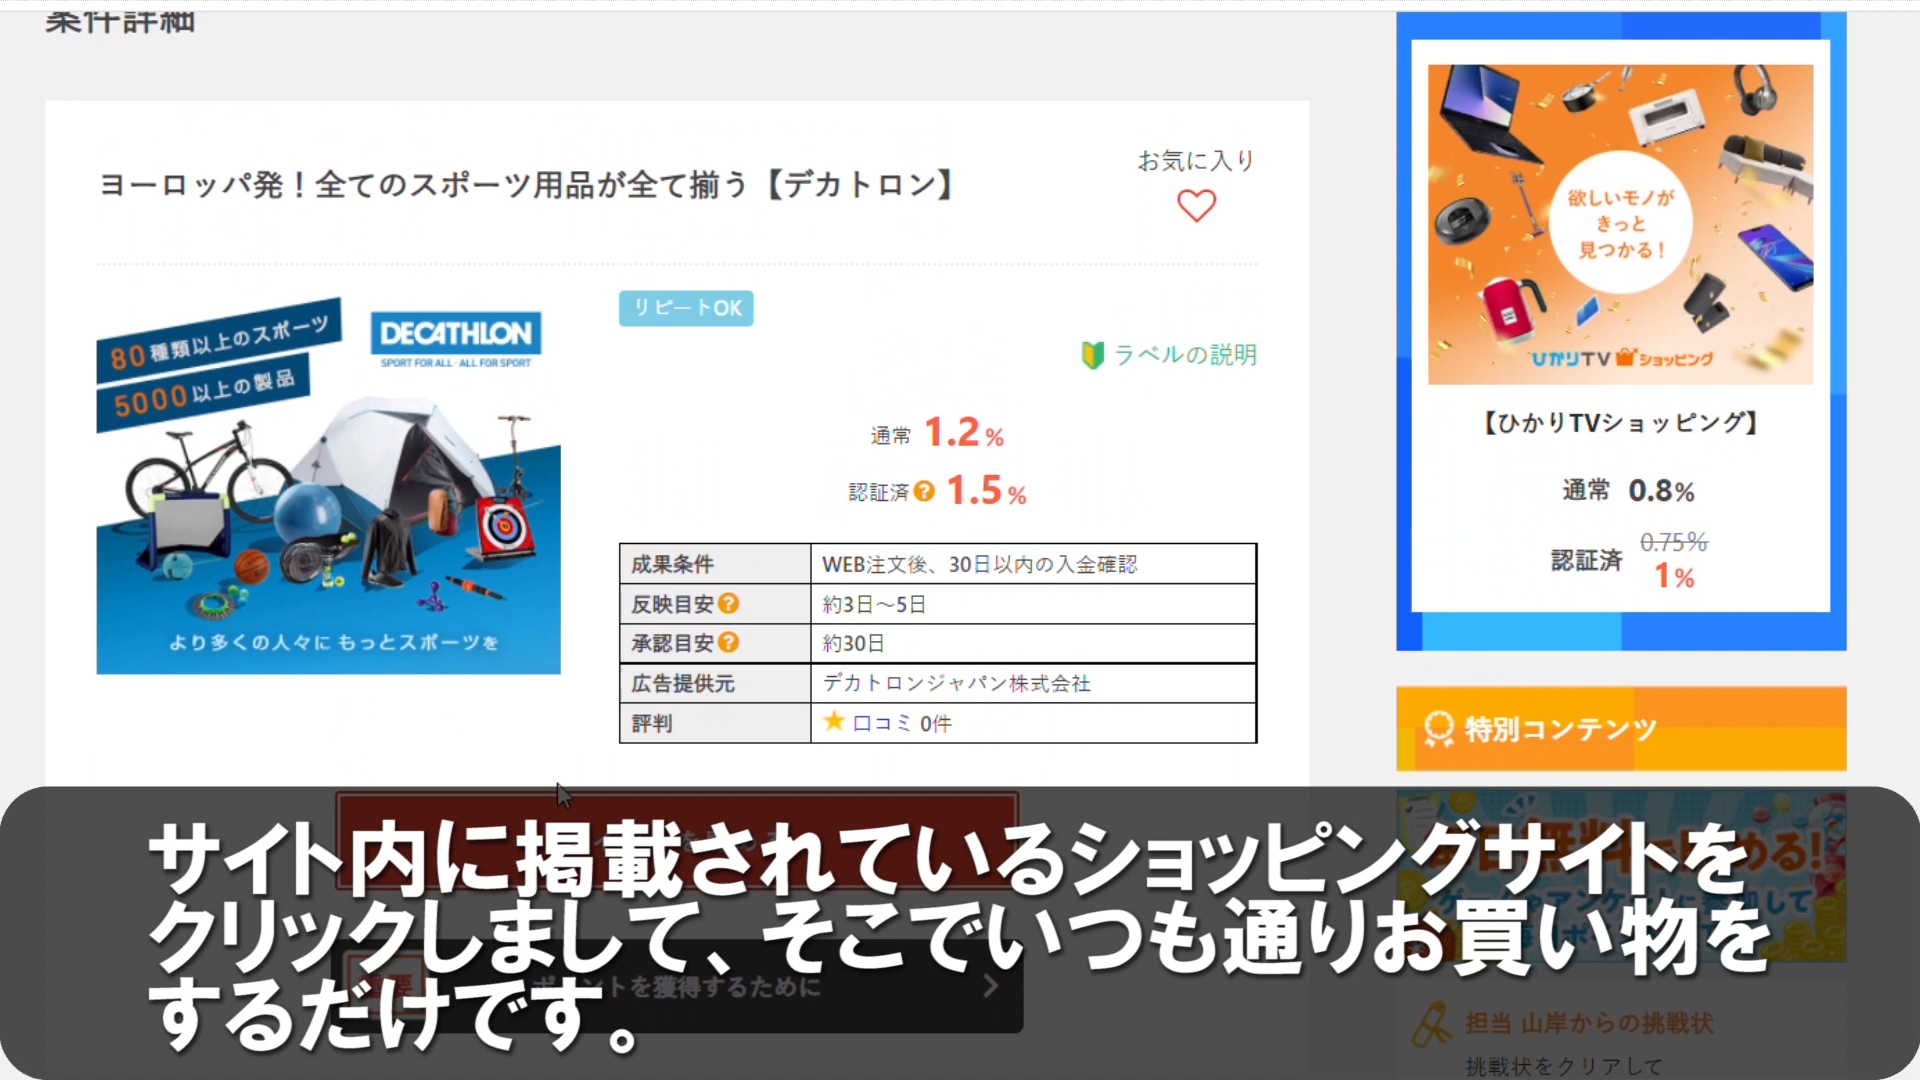 案件詳細
ヨーロッパ発！全てのスポーツ用品が全て揃う【デカトロン】
お気に入り
80種類以上のスポーツ
5000以上の製品
DECATHLON
SPORT FOR ALL - ALL FOR SPORT
より多くの人々に もっとスポーツを
リピートOK
ラベルの説明
通常 1.2%
認証済? 1.5%
成果条件 WEB注文後、30日以内の入金確認
反映目安? 約3日～5日
承認目安? 約30日
広告提供元 デカトロンジャパン株式会社
評判 口コミ 0件
ポイントを獲得するために
サイト内に掲載されているショッピングサイトを
クリックしまして、そこでいつも通りお買い物を
するだけです。
欲しいモノが
きっと
見つかる！
ひかりTVショッピング
【ひかりTVショッピング】
通常 0.8%
0.75%
認証済 1%
特別コンテンツ
担当 山岸からの挑戦状
挑戦状をクリアして